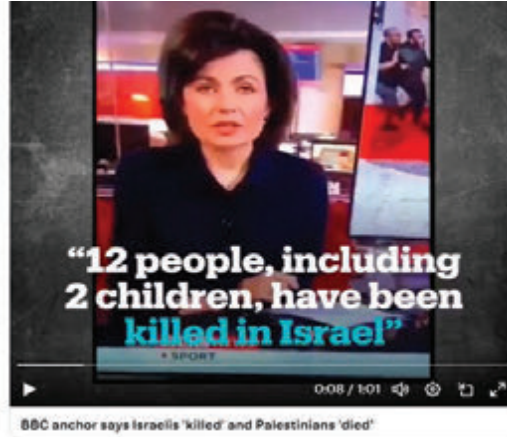 “12 people, including
2 children, have been
killed in Israel”
• SPORT
0:08 / 1:01
BBC anchor says Israelis 'killed' and Palestinians 'died'